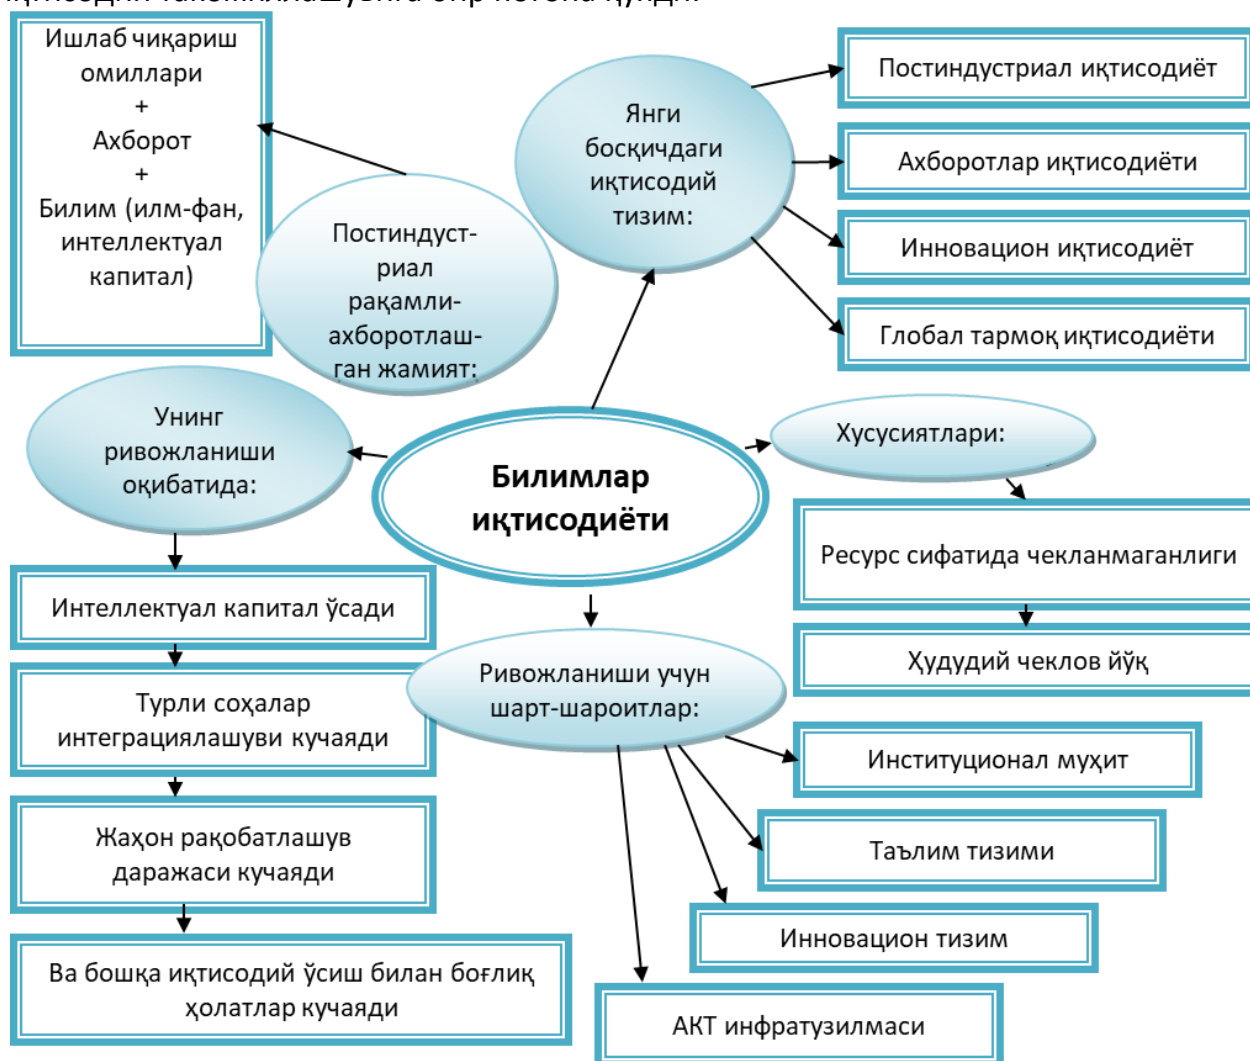 Ишлаб чиқариш
омиллари
+
Ахборот
+
Билим (илм-фан,
интеллектуал
капитал)
Постиндуст-
риал
рақамли-
ахборотлаш-
ган жамият:
Янги
босқичдаги
иқтисодий
тизим:
Постиндустриал иқтисодиёт
Ахборотлар иқтисодиёти
Инновацион иқтисодиёт
Глобал тармоқ иқтисодиёти
Унинг
ривожланиши
оқибатида:
Билимлар
иқтисодиёти
Хусусиятлари:
Ресурс сифатида чекланмаганлиги
Ҳудудий чеклов йўқ
Интеллектуал капитал ўсади
Турли соҳалар
интеграциялашуви кучаяди
Жаҳон рақобатлашув
даражаси кучаяди
Ва бошқа иқтисодий ўсиш билан боғлиқ
ҳолатлар кучаяди
Ривожланиши учун
шарт-шароитлар:
Институционал муҳит
Таълим тизими
Инновацион тизим
АКТ инфратузилмаси